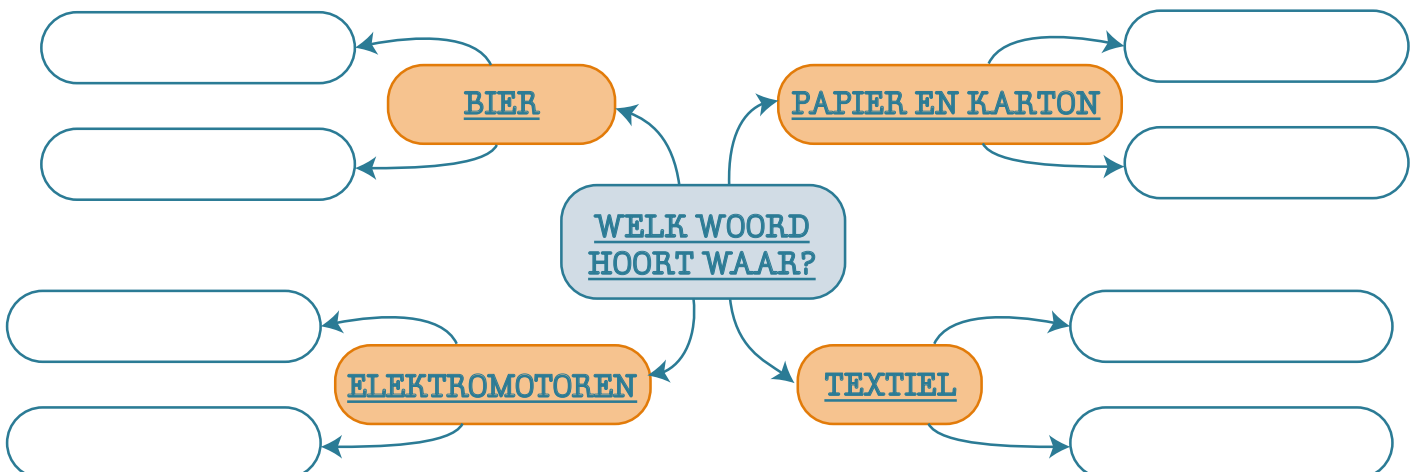 BIER
PAPIER EN KARTON
WELK WOORD
HOORT WAAR?
ELEKTROMOTOREN
TEXTIEL